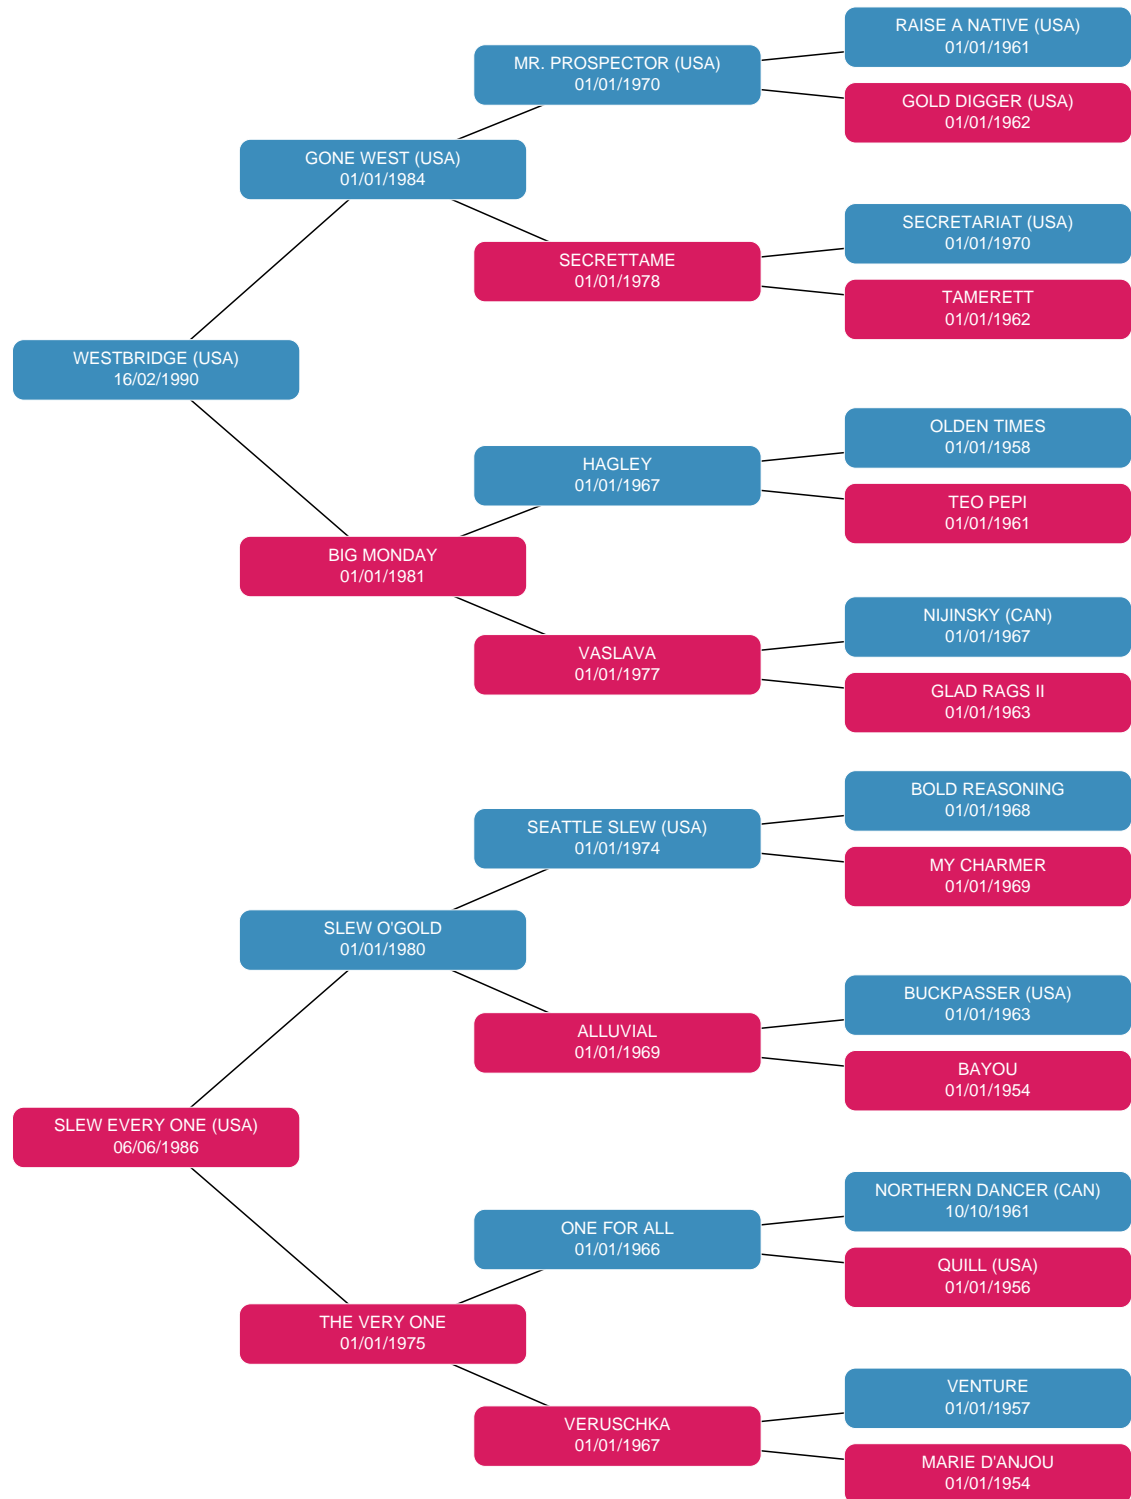 RAISE A NATIVE (USA)
01/01/1961
MR. PROSPECTOR (USA)
01/01/1970
GOLD DIGGER (USA)
01/01/1962
GONE WEST (USA)
01/01/1984
SECRETARIAT (USA)
01/01/1970
SECRETTAME
01/01/1978
TAMERETT
01/01/1962
WESTBRIDGE (USA)
16/02/1990
OLDEN TIMES
01/01/1958
HAGLEY
01/01/1967
TEO PEPI
01/01/1961
BIG MONDAY
01/01/1981
NIJINSKY (CAN)
01/01/1967
VASLAVA
01/01/1977
GLAD RAGS II
01/01/1963
BOLD REASONING
01/01/1968
SEATTLE SLEW (USA)
01/01/1974
MY CHARMER
01/01/1969
SLEW O'GOLD
01/01/1980
BUCKPASSER (USA)
01/01/1963
ALLUVIAL
01/01/1969
BAYOU
01/01/1954
SLEW EVERY ONE (USA)
06/06/1986
NORTHERN DANCER (CAN)
10/10/1961
ONE FOR ALL
01/01/1966
QUILL (USA)
01/01/1956
THE VERY ONE
01/01/1975
VENTURE
01/01/1957
VERUSCHKA
01/01/1967
MARIE D'ANJOU
01/01/1954